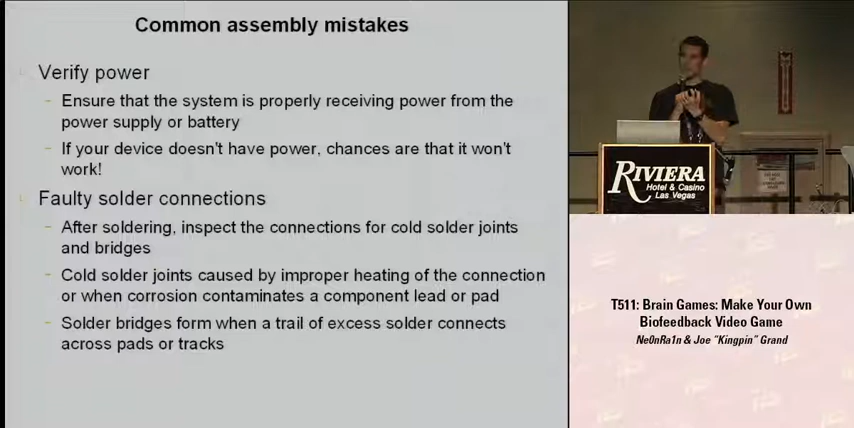 Common assembly mistakes
Verify power
- Ensure that the system is properly receiving power from the
power supply or battery
- If your device doesn't have power, chances are that it won't
work!
Faulty solder connections
- After soldering, inspect the connections for cold solder joints
and bridges
- Cold solder joints caused by improper heating of the connection
or when corrosion contaminates a component lead or pad
- Solder bridges form when a trail of excess solder connects
across pads or tracks
RIVIERA
Hotel & Casino
Las Vegas
T511: Brain Games: Make Your Own
Biofeedback Video Game
Ne0nRa1n & Joe "Kingpin" Grand